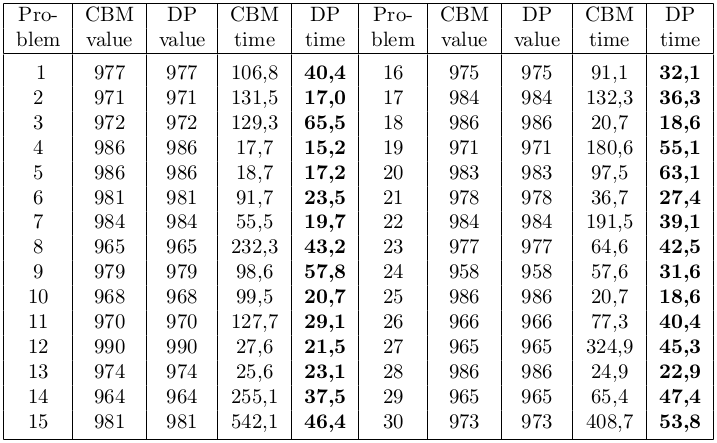 Pro- CBM DP CBM DP Pro- CBM DP CBM DP
blem value value time time blem value value time time
1 977 977 106,8 40,4 16 975 975 91,1 32,1
2 971 971 131,5 17,0 17 984 984 132,3 36,3
3 972 972 129,3 65,5 18 986 986 20,7 18,6
4 986 986 17,7 15,2 19 971 971 180,6 55,1
5 986 986 18,7 17,2 20 983 983 97,5 63,1
6 981 981 91,7 23,5 21 978 978 36,7 27,4
7 984 984 55,5 19,7 22 984 984 191,5 39,1
8 965 965 232,3 43,2 23 977 977 64,6 42,5
9 979 979 98,6 57,8 24 958 958 57,6 31,6
10 968 968 99,5 20,7 25 986 986 20,7 18,6
11 970 970 127,7 29,1 26 966 966 77,3 40,4
12 990 990 27,6 21,5 27 965 965 324,9 45,3
13 974 974 25,6 23,1 28 986 986 24,9 22,9
14 964 964 255,1 37,5 29 965 965 65,4 47,4
15 981 981 542,1 46,4 30 973 973 408,7 53,8